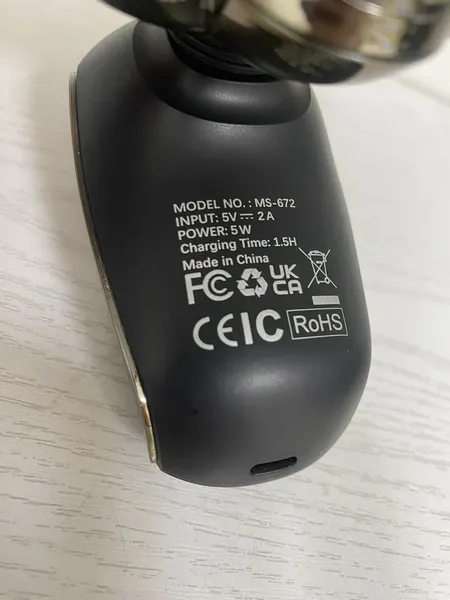 MODEL NO. : MS-672
INPUT: 5V⎓2A
POWER: 5W
Charging Time: 1.5H
Made in China
FC UK CA
CE IC RoHS